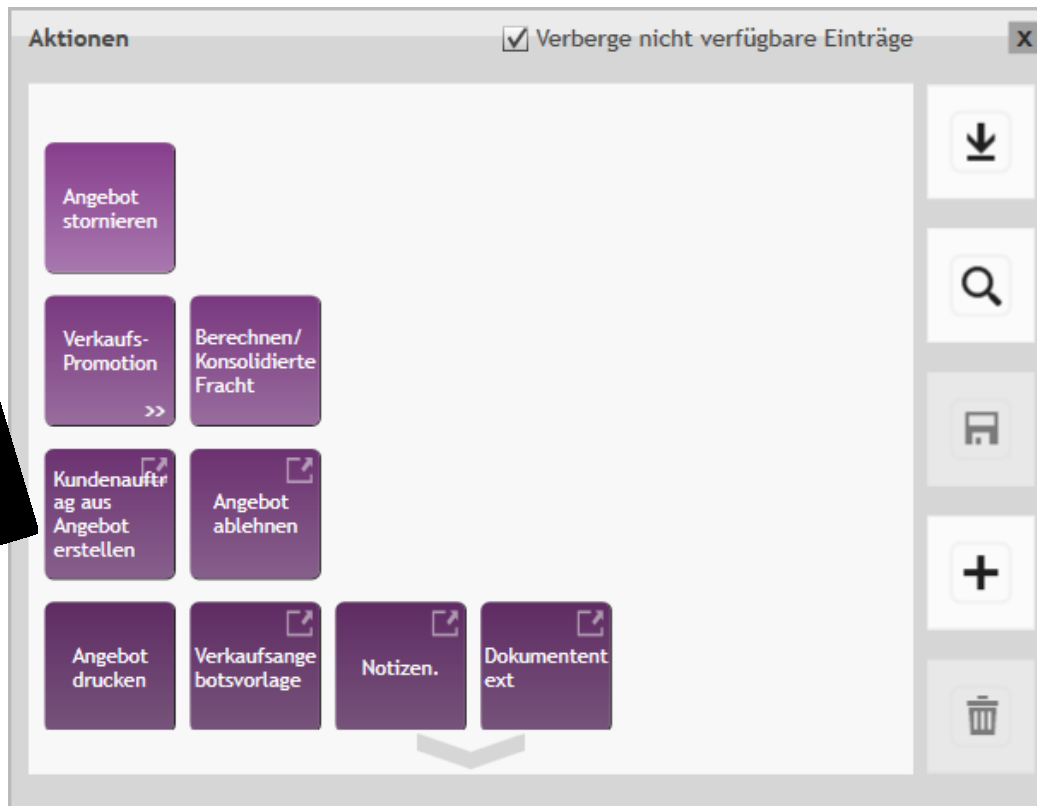 Aktionen
Verberge nicht verfügbare Einträge
X
Angebot
stornieren
Verkaufs-
Promotion
>>
Berechnen/
Konsolidierte
Fracht
Kundenauftr
ag aus
Angebot
erstellen
Angebot
ablehnen
Angebot
drucken
Verkaufsange
botsvorlage
Notizen.
Dokumentent
ext